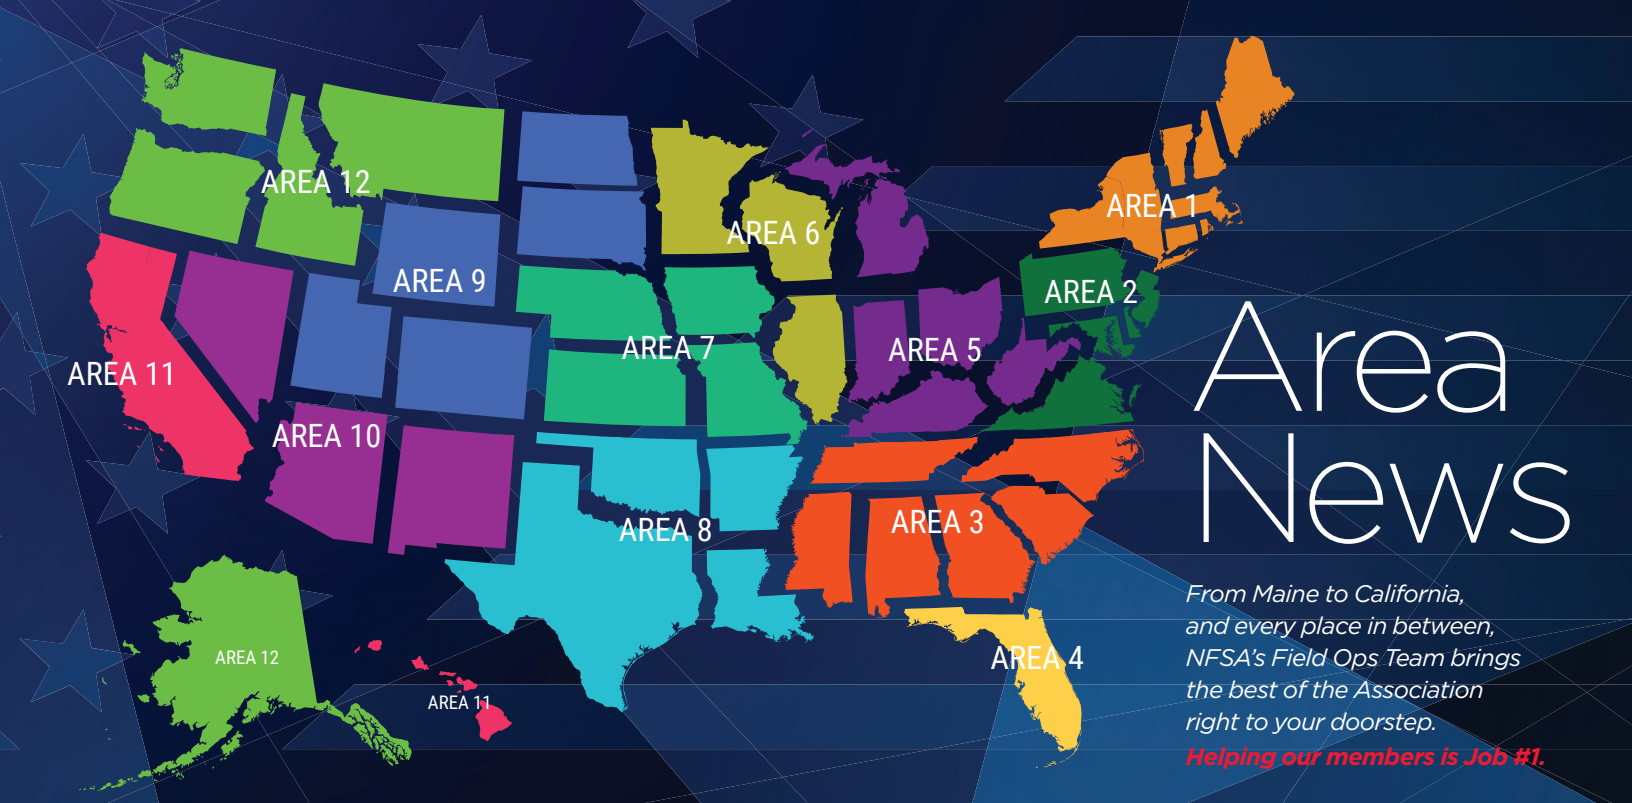 AREA 12
AREA 1
AREA 6
AREA 9
AREA 2
AREA 7
AREA 5
AREA 11
AREA 10
AREA 3
AREA 8
AREA 4
AREA 12
AREA 11
Area
News
From Maine to California,
and every place in between,
NFSA's Field Ops Team brings
the best of the Association
right to your doorstep.
Helping our members is Job #1.